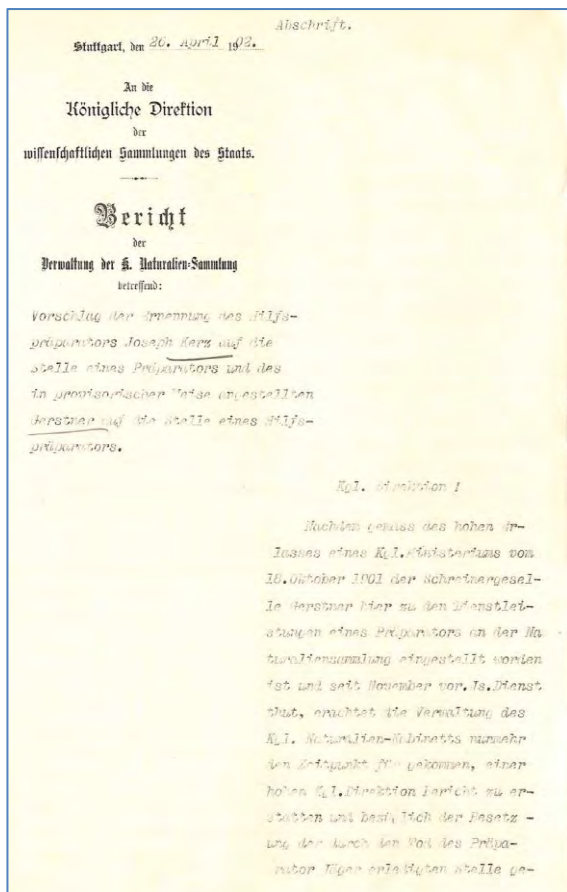 Abschrift.
Stuttgart, den 26. April 1902.
An die
Königliche Direktion
der
wissenschaftlichen Sammlungen des Staats.
Bericht
der
Verwaltung der K. Naturalien-Sammlung
betreffend:
Vorschlag der Ernennung des Hilfs-
präparators Joseph Kerz auf die
Stelle eines Präparators und des
in provisorischer Weise angestellten
Gerstner auf die Stelle eines Hilfs-
präparators.
Kgl. Direktion !
Nachdem gemäss des hohen Er-
lasses eines Kgl.Ministeriums vom
18.Oktober 1901 der Schreinergesel-
le Gerstner hier zu den Dienstlei-
stungen eines Präparators an der Na
turaliensammlung eingestellt worden
ist und seit November vor.Js.Dienst
thut, erachtet die Verwaltung des
Kgl. Naturalien-Kabinetts nunmehr
den Zeitpunkt für gekommen, einer
hohen Kgl.Direktion Bericht zu er-
statten und bezüglich der Besetz -
ung der durch den Tod des Präpa-
rator Jäger erledigten Stelle ge-